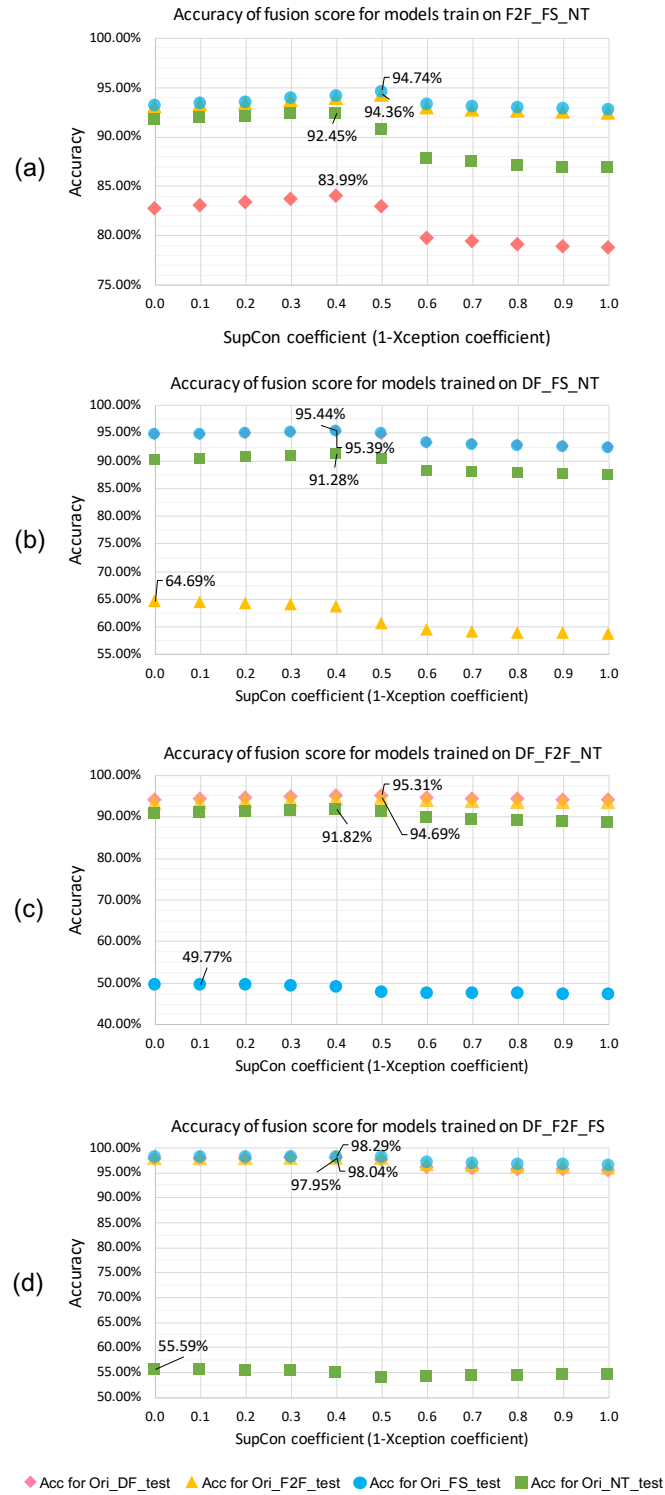 Accuracy of fusion score for models train on F2F_FS_NT
100.00%
95.00%
90.00%
85.00%
80.00%
75.00%
94.74%
94.36%
92.45%
83.99%
(a)
Accuracy
0.0 0.1 0.2 0.3 0.4 0.5 0.6 0.7 0.8 0.9 1.0
SupCon coefficient (1-Xception coefficient)
Accuracy of fusion score for models trained on DF_FS_NT
100.00%
95.00%
90.00%
85.00%
80.00%
75.00%
70.00%
65.00%
60.00%
55.00%
95.44%
95.39%
91.28%
64.69%
(b)
Accuracy
0.0 0.1 0.2 0.3 0.4 0.5 0.6 0.7 0.8 0.9 1.0
SupCon coefficient (1-Xception coefficient)
Accuracy of fusion score for models trained on DF_F2F_NT
100.00%
90.00%
80.00%
70.00%
60.00%
50.00%
40.00%
95.31%
94.69%
91.82%
49.77%
(c)
Accuracy
0.0 0.1 0.2 0.3 0.4 0.5 0.6 0.7 0.8 0.9 1.0
SupCon coefficient (1-Xception coefficient)
Accuracy of fusion score for models trained on DF_F2F_FS
100.00%
95.00%
90.00%
85.00%
80.00%
75.00%
70.00%
65.00%
60.00%
55.00%
50.00%
98.29%
98.04%
97.95%
55.59%
(d)
Accuracy
0.0 0.1 0.2 0.3 0.4 0.5 0.6 0.7 0.8 0.9 1.0
SupCon coefficient (1-Xception coefficient)
Acc for Ori_DF_test Acc for Ori_F2F_test Acc for Ori_FS_test Acc for Ori_NT_test